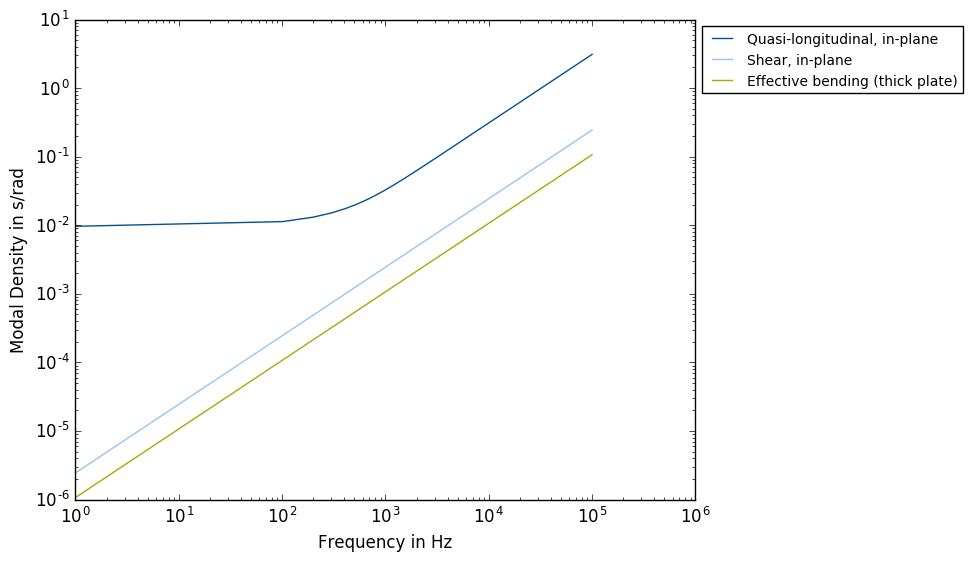 10^1
10^0
10^-1
10^-2
10^-3
10^-4
10^-5
10^-6
Modal Density in s/rad
10^0 10^1 10^2 10^3 10^4 10^5 10^6
Frequency in Hz
Quasi-longitudinal, in-plane
Shear, in-plane
Effective bending (thick plate)